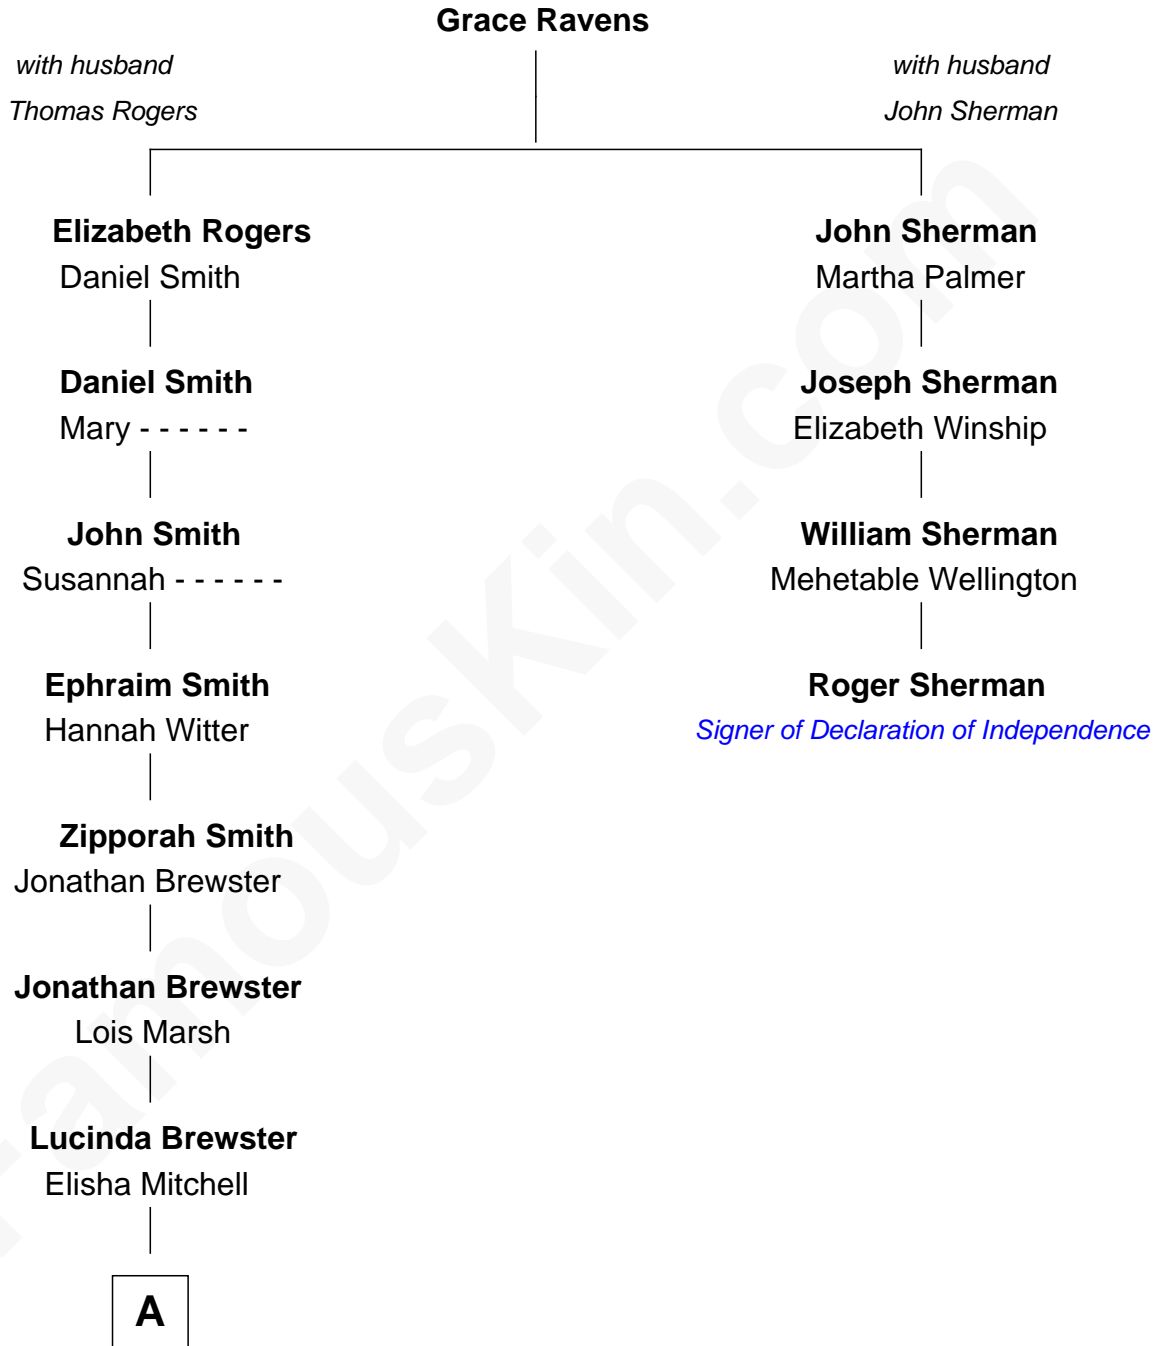 Grace Ravens
with husband
Thomas Rogers
with husband
John Sherman
Elizabeth Rogers
Daniel Smith
John Sherman
Martha Palmer
Daniel Smith
Mary - - - - - -
Joseph Sherman
Elizabeth Winship
John Smith
Susannah - - - - - -
William Sherman
Mehetable Wellington
Ephraim Smith
Hannah Witter
Roger Sherman
Signer of Declaration of Independence
Zipporah Smith
Jonathan Brewster
Jonathan Brewster
Lois Marsh
Lucinda Brewster
Elisha Mitchell
A
FamousKin.com